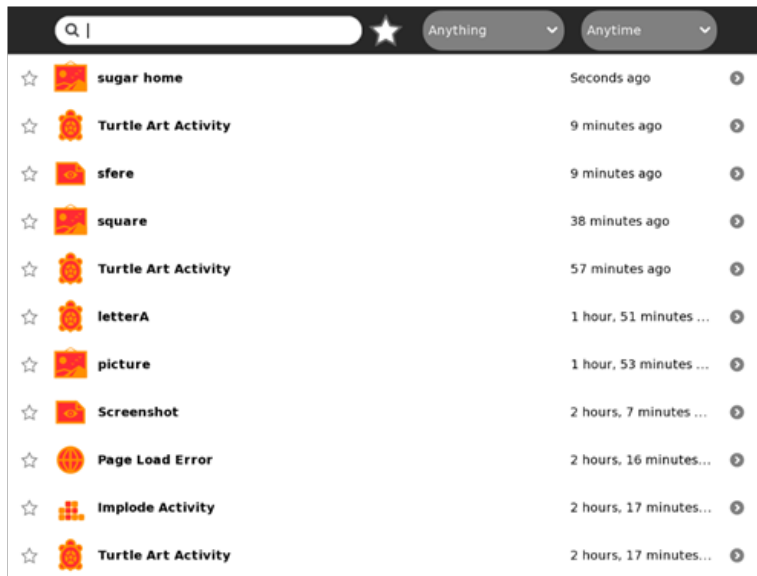 Anything Anytime
sugar home Seconds ago
Turtle Art Activity 9 minutes ago
sfere 9 minutes ago
square 38 minutes ago
Turtle Art Activity 57 minutes ago
letterA 1 hour, 51 minutes ...
picture 1 hour, 53 minutes ...
Screenshot 2 hours, 7 minutes ...
Page Load Error 2 hours, 16 minutes...
Implode Activity 2 hours, 17 minutes...
Turtle Art Activity 2 hours, 17 minutes...